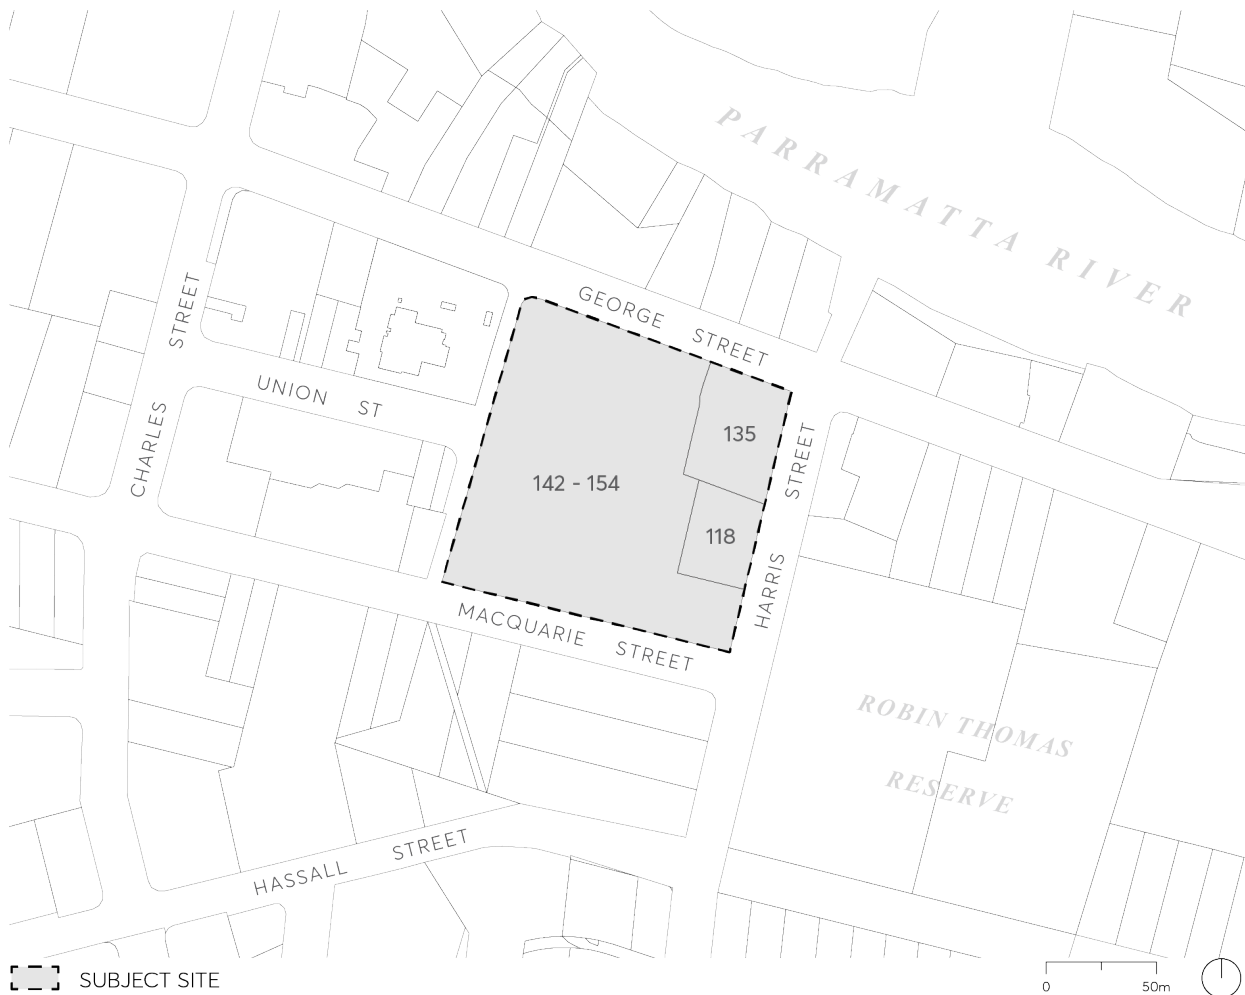 PARRAMATTA RIVER
GEORGE STREET
CHARLES STREET
UNION ST
135
HARRIS STREET
142 - 154
118
MACQUARIE STREET
ROBIN THOMAS
RESERVE
HASSALL STREET
SUBJECT SITE
0 50m